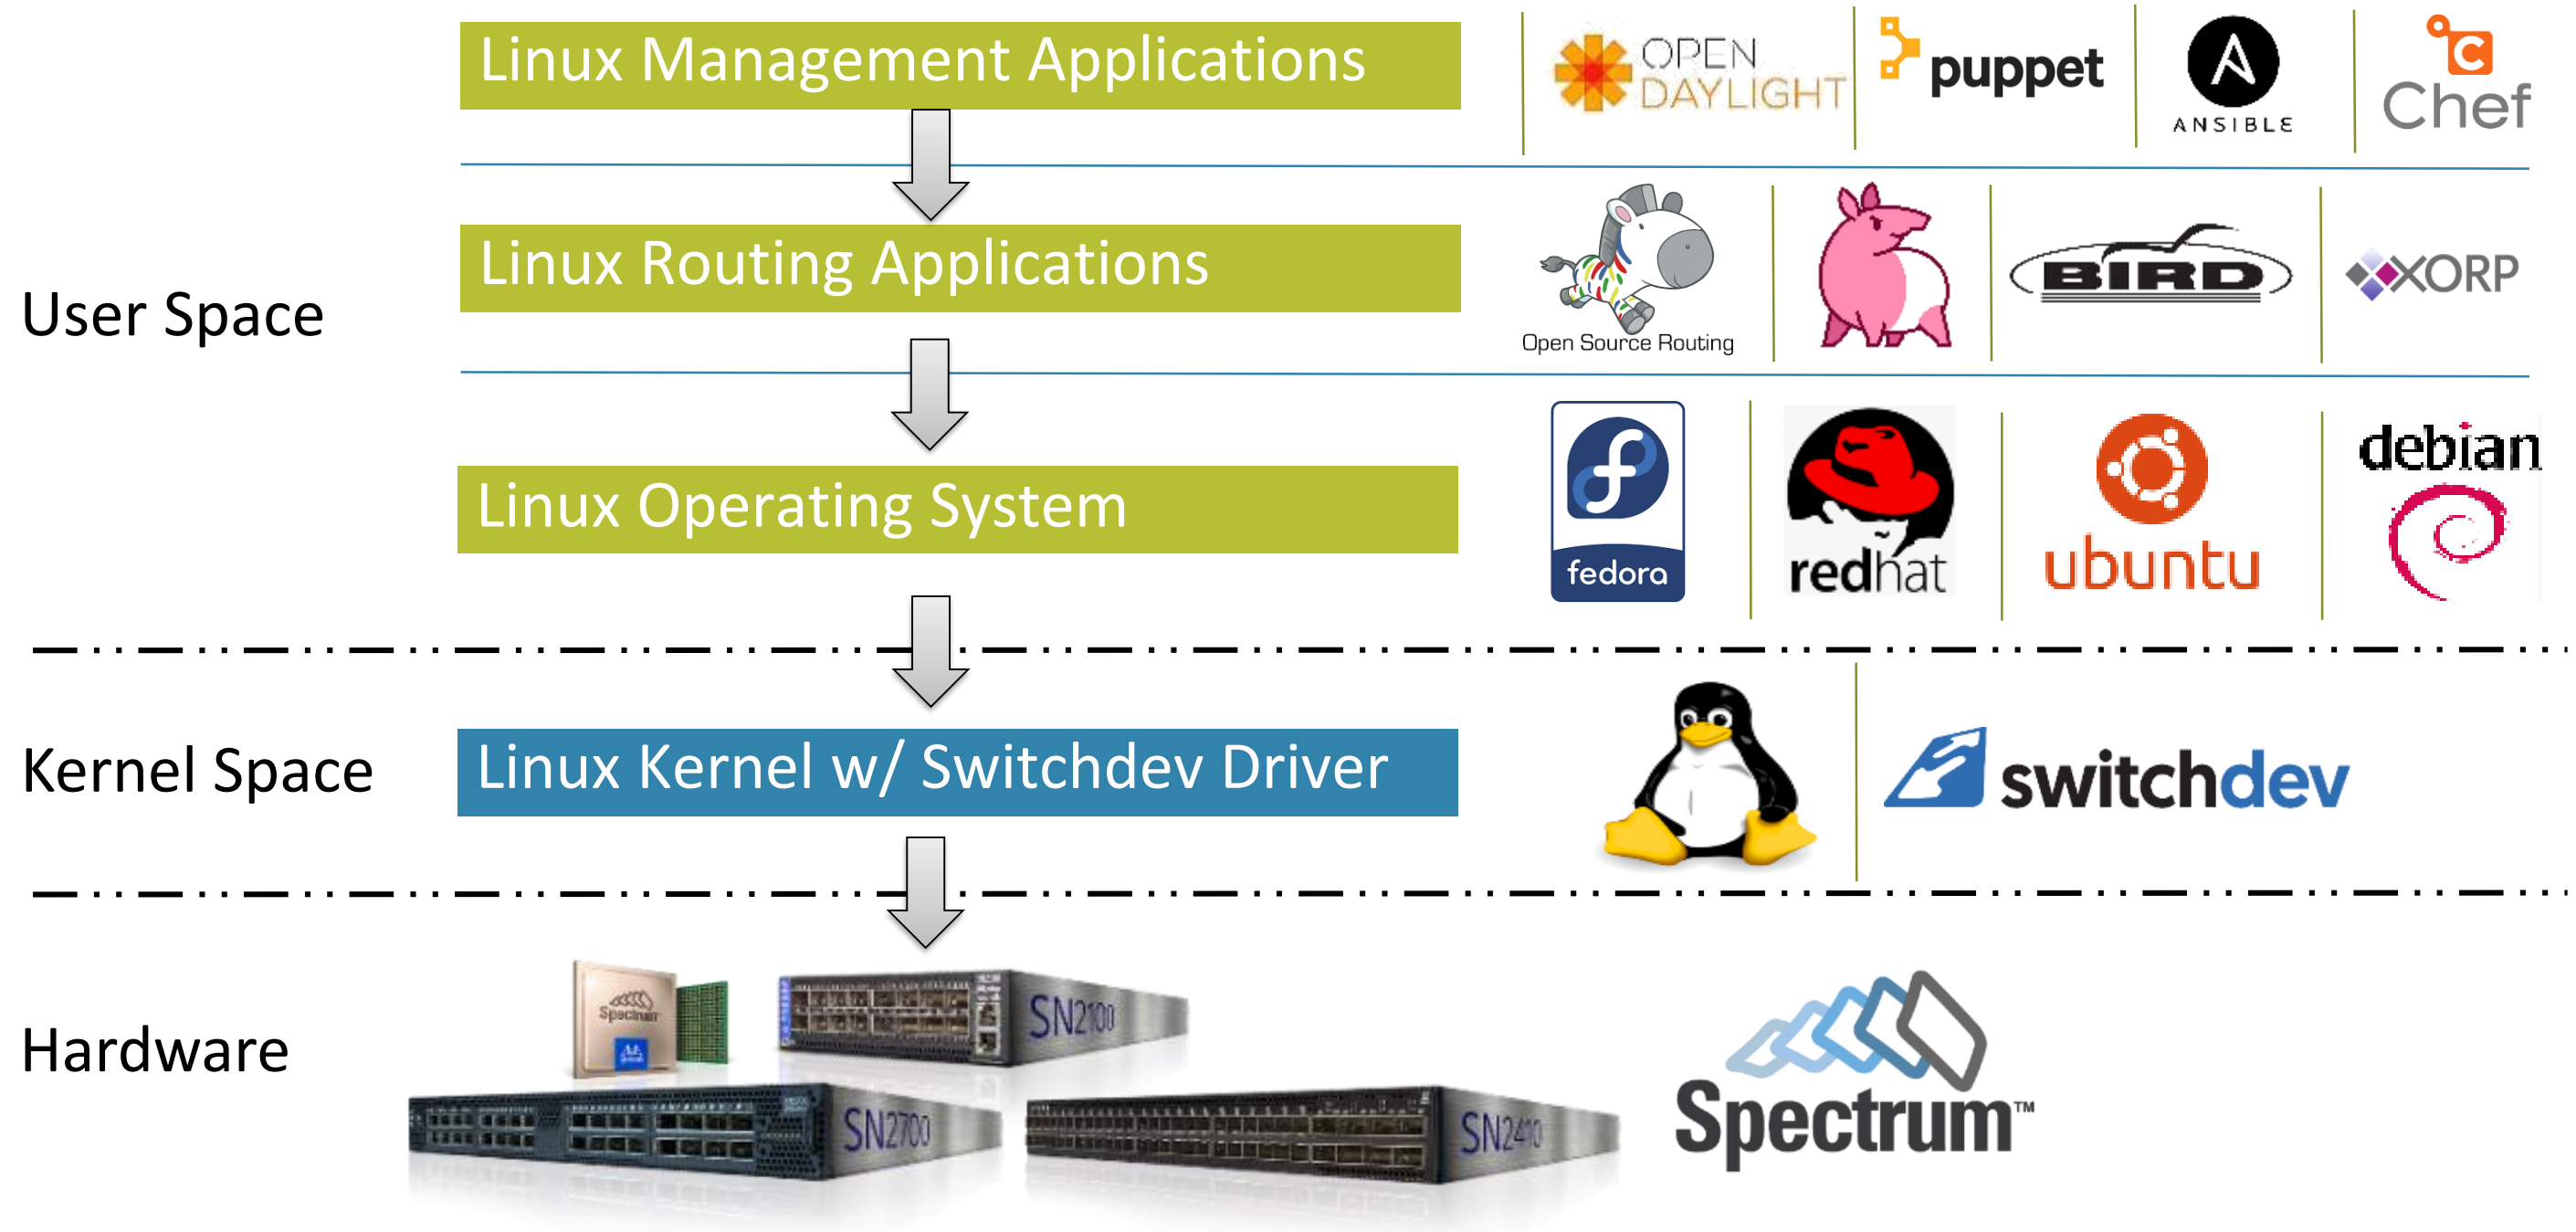 Linux Management Applications
OPEN
DAYLIGHT
puppet
ANSIBLE
Chef
User Space
Linux Routing Applications
Open Source Routing
BIRD
XORP
Linux Operating System
fedora
redhat
ubuntu
debian
Kernel Space
Linux Kernel w/ Switchdev Driver
switchdev
Hardware
Spectrum
SN2100
SN2700
SN2410
Spectrum™